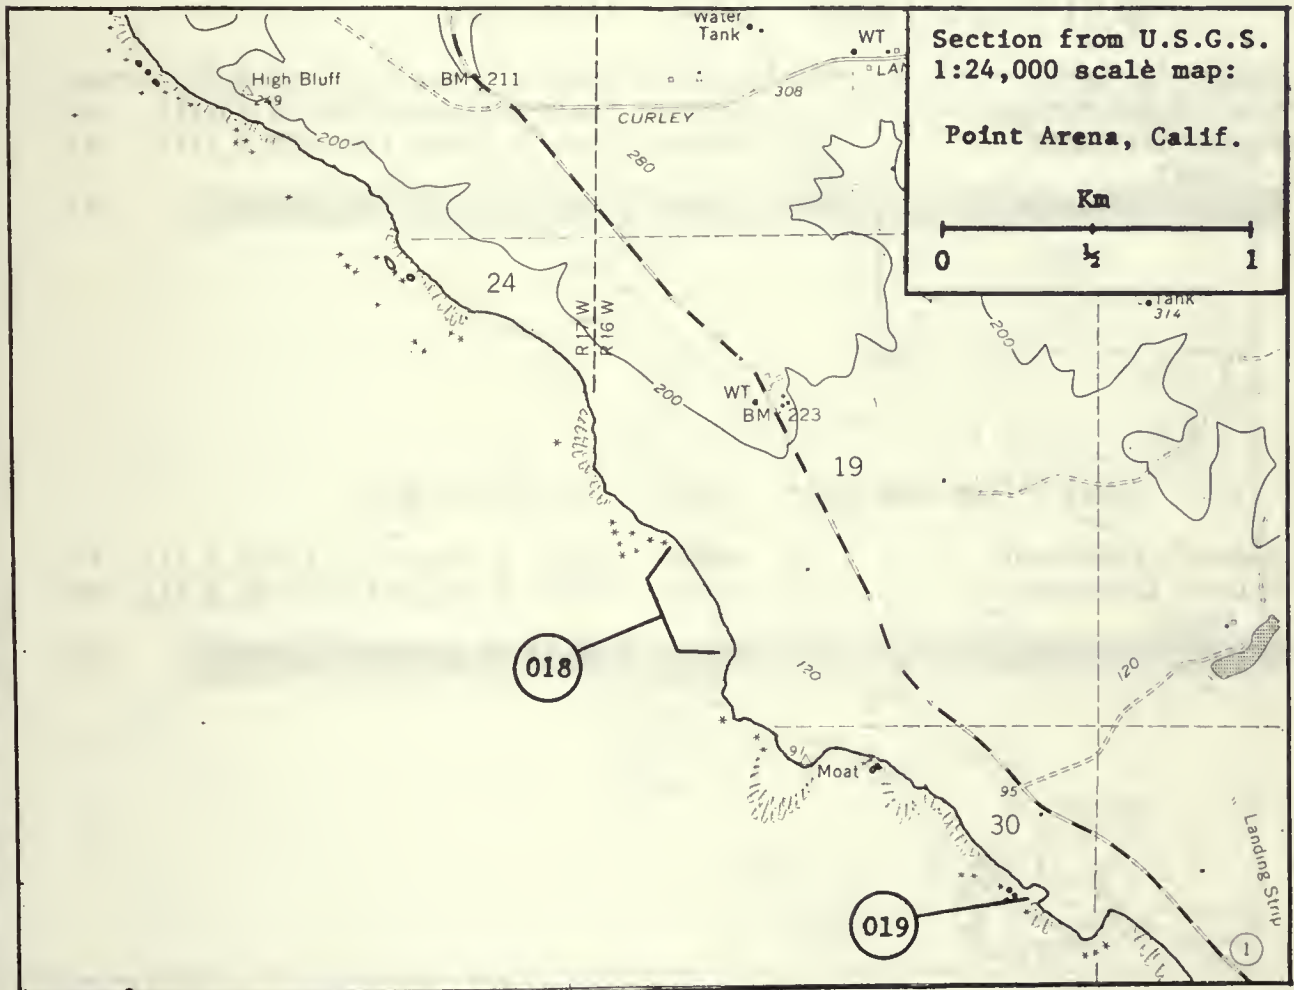 Section from U.S.G.S.
1:24,000 scale map:
Point Arena, Calif.
Km
0 ½ 1
Water
Tank
WT
LAN
High Bluff
249
BM 211
308
CURLEY
280
200
24
R 17 W
R 16 W
Tank
314
200
200
WT
BM 223
19
018
120
120
91
Moat
95
30
Landing Strip
019
1